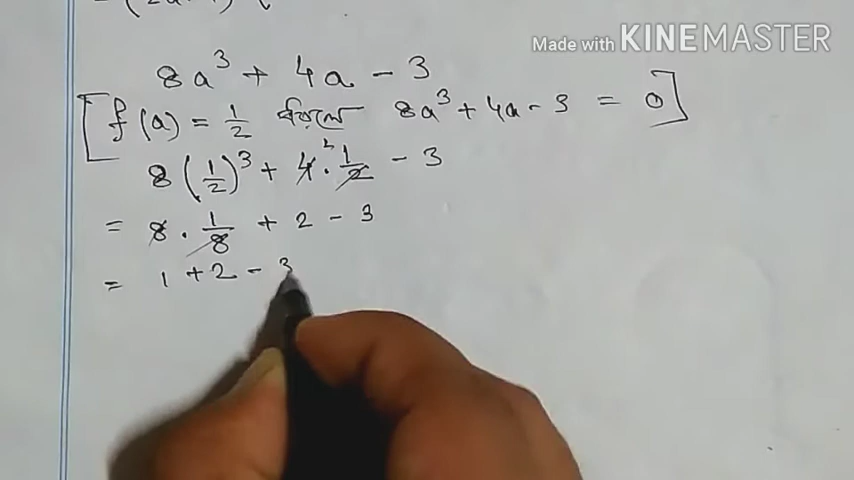 Made with KINEMASTER
8a³ + 4a - 3
[f(a) = 1/2 ধরলে 8a³ + 4a - 3 = 0]
8(1/2)³ + 4 · 1/2 - 3
= 8 · 1/8 + 2 - 3
= 1 + 2 - 3